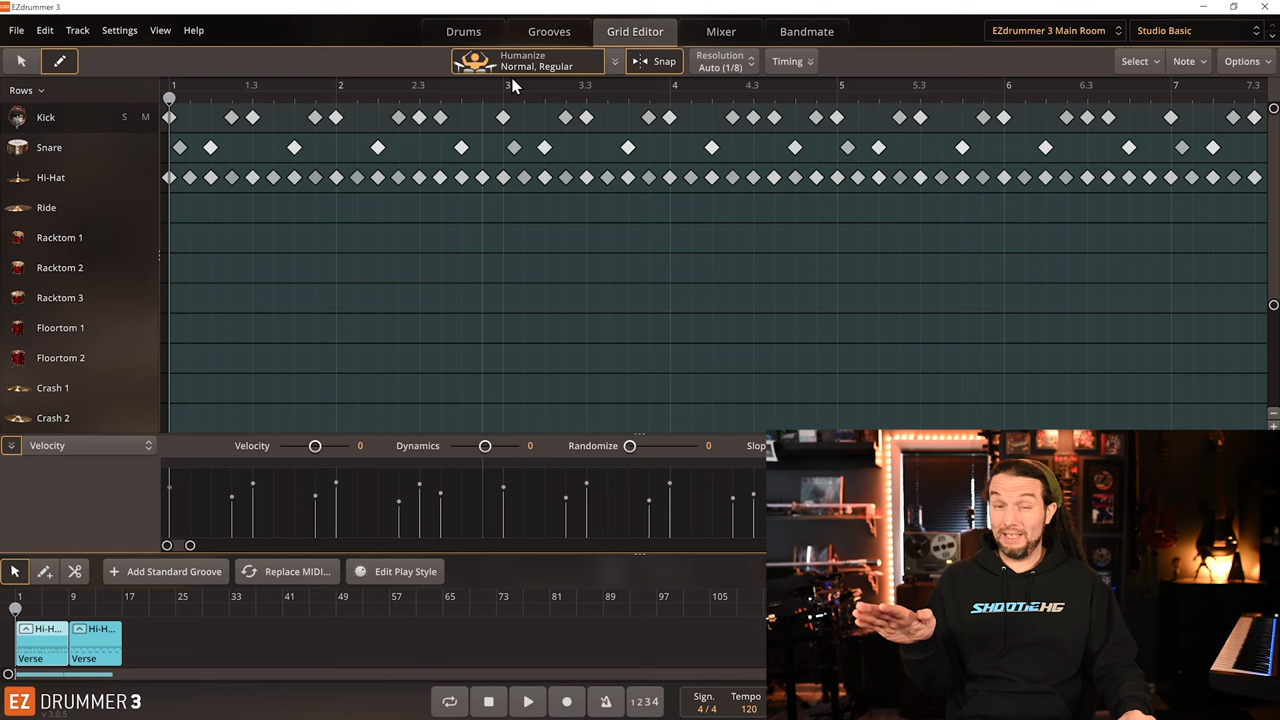 EZdrummer 3
File Edit Track Settings View Help
Drums Grooves Grid Editor Mixer Bandmate
EZdrummer 3 Main Room Studio Basic
Humanize
Normal, Regular
Snap
Resolution
Auto (1/8)
Timing
Select Note Options
Rows
1 1.3 2 2.3 3 3.3 4 4.3 5 5.3 6 6.3 7 7.3
Kick S M
Snare
Hi-Hat
Ride
Racktom 1
Racktom 2
Racktom 3
Floortom 1
Floortom 2
Crash 1
Crash 2
Velocity
Velocity 0 Dynamics 0 Randomize 0 Slop
Add Standard Groove Replace MIDI... Edit Play Style
1 9 17 25 33 41 49 57 65 73 81 89 97 105
Hi-H... Hi-H...
Verse Verse
SHOOTIEHG
EZ DRUMMER 3
v 3.0.5
1 2 3 4
Sign.
4 / 4
Tempo
120